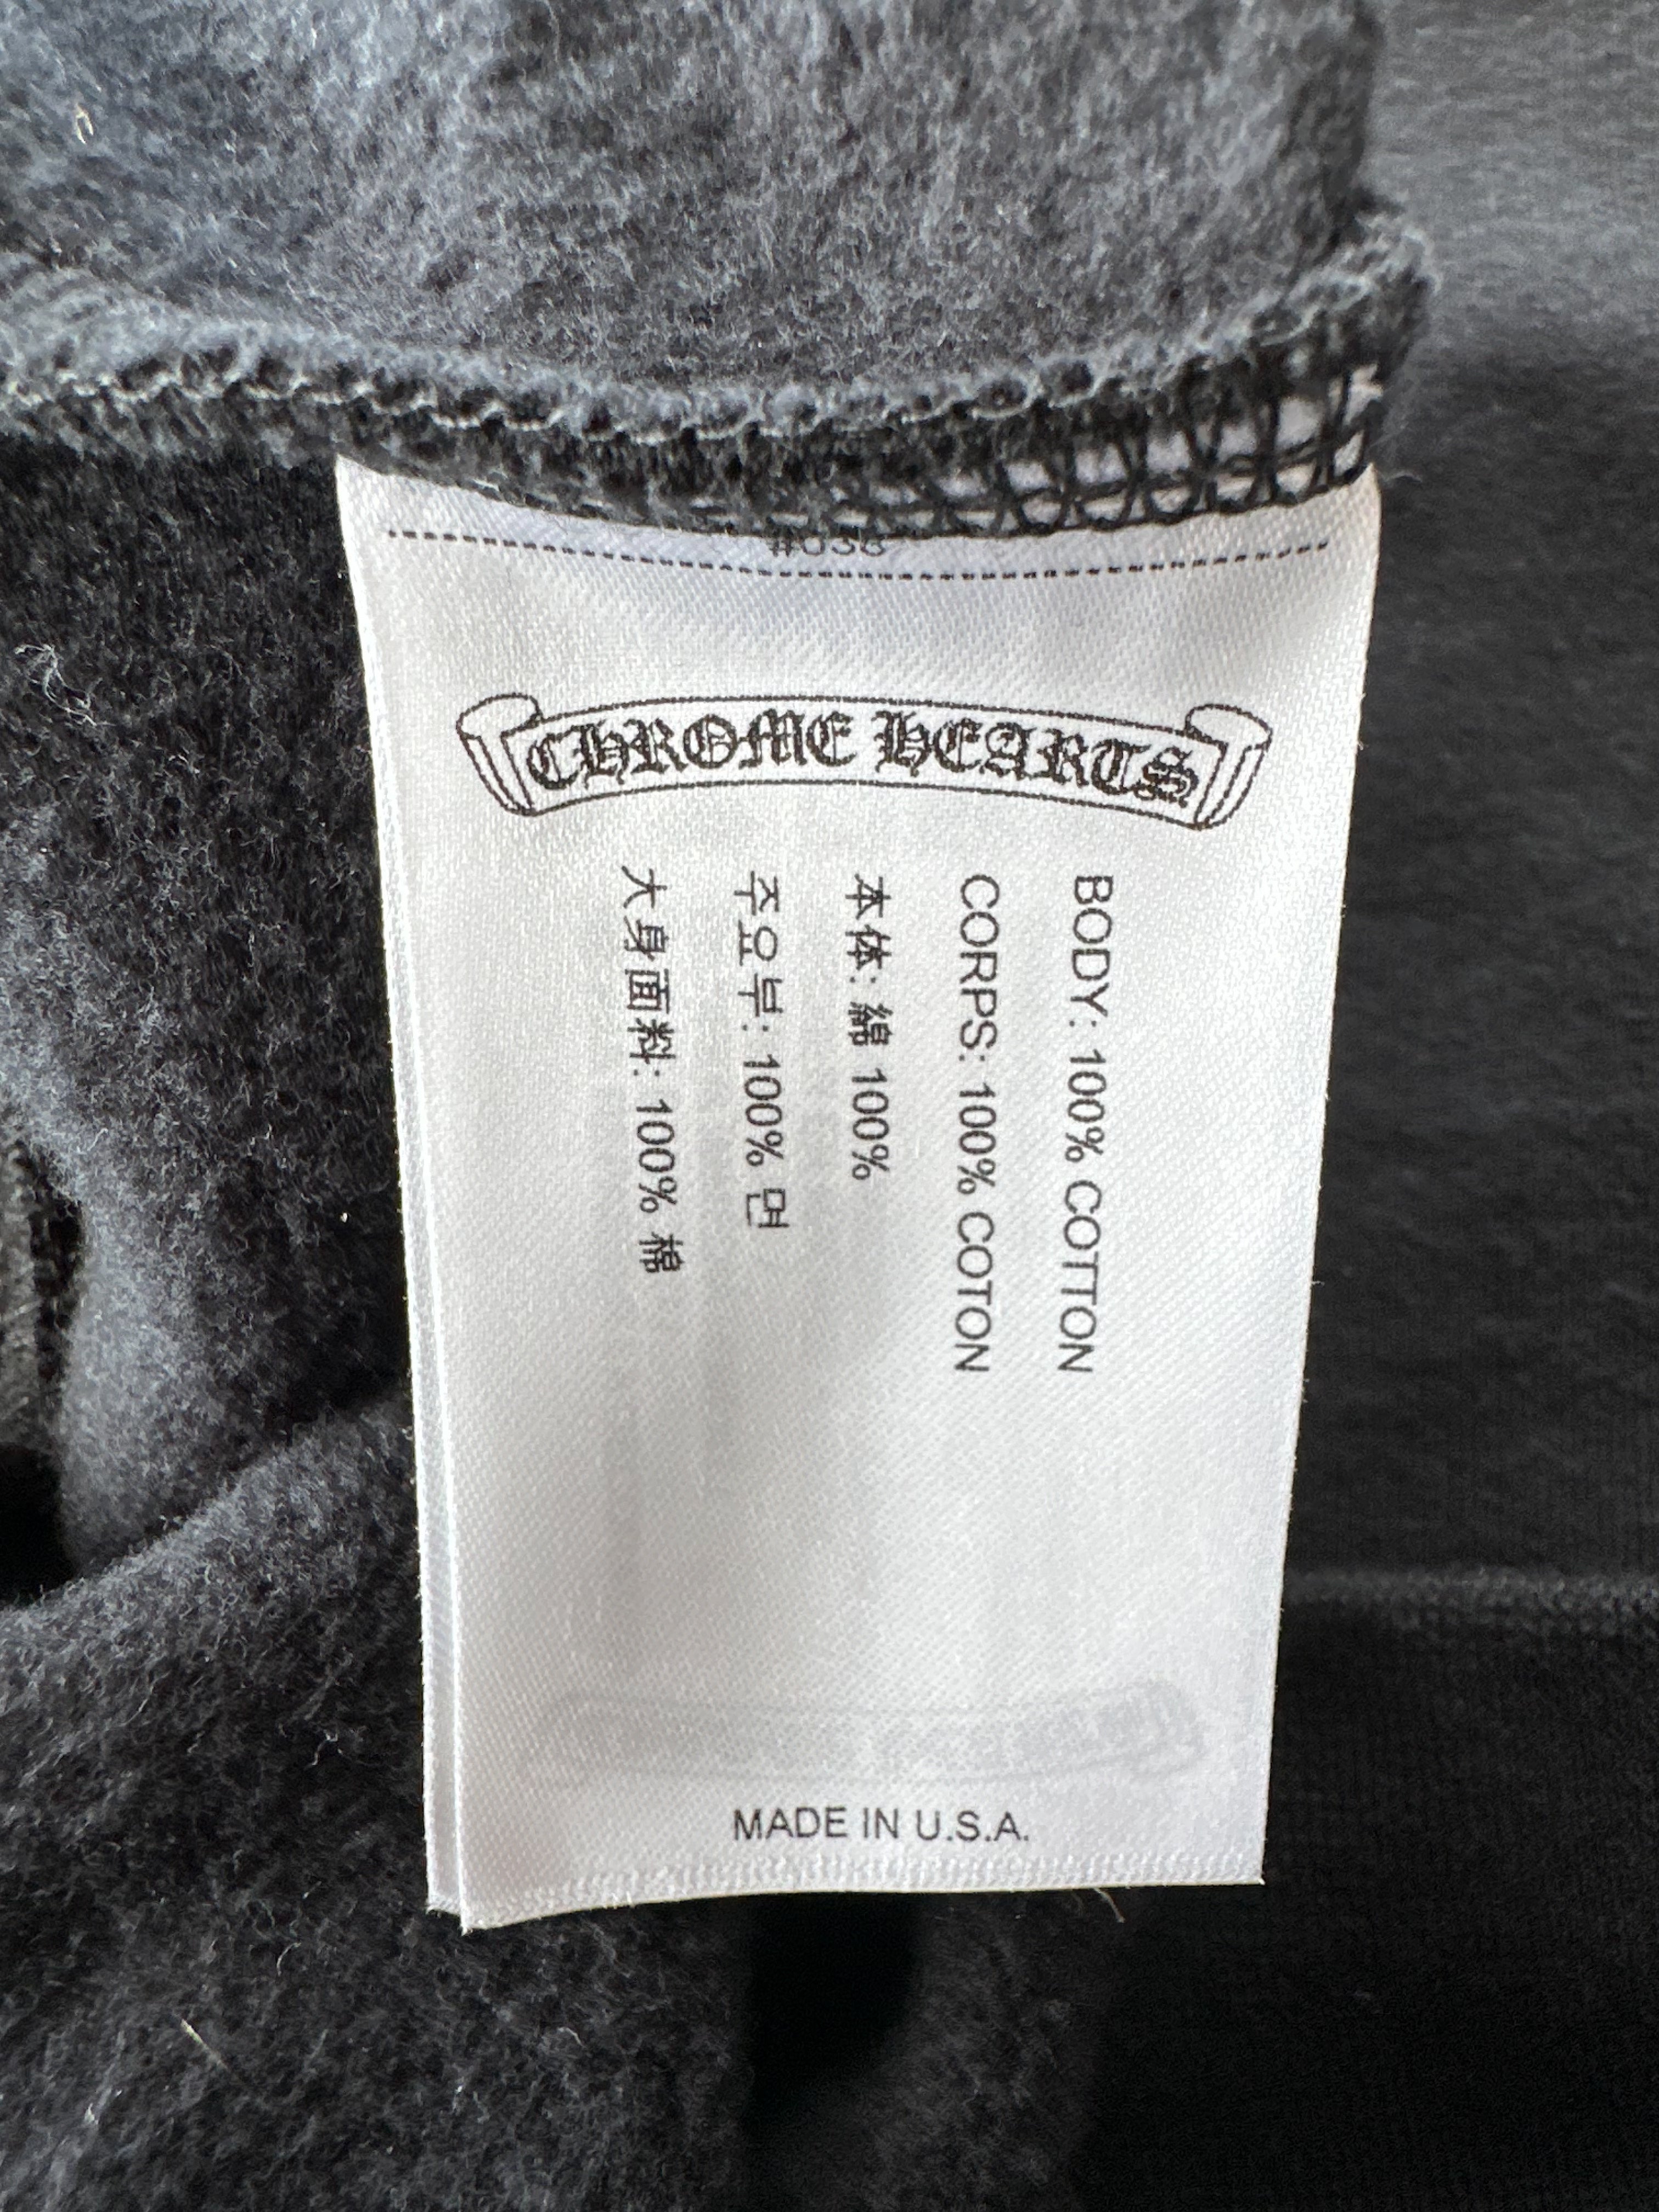 CHROME HEARTS
BODY: 100% COTTON
CORPS: 100% COTON
本体: 綿 100%
주요부: 100% 면
大身面料: 100% 棉
MADE IN U.S.A.